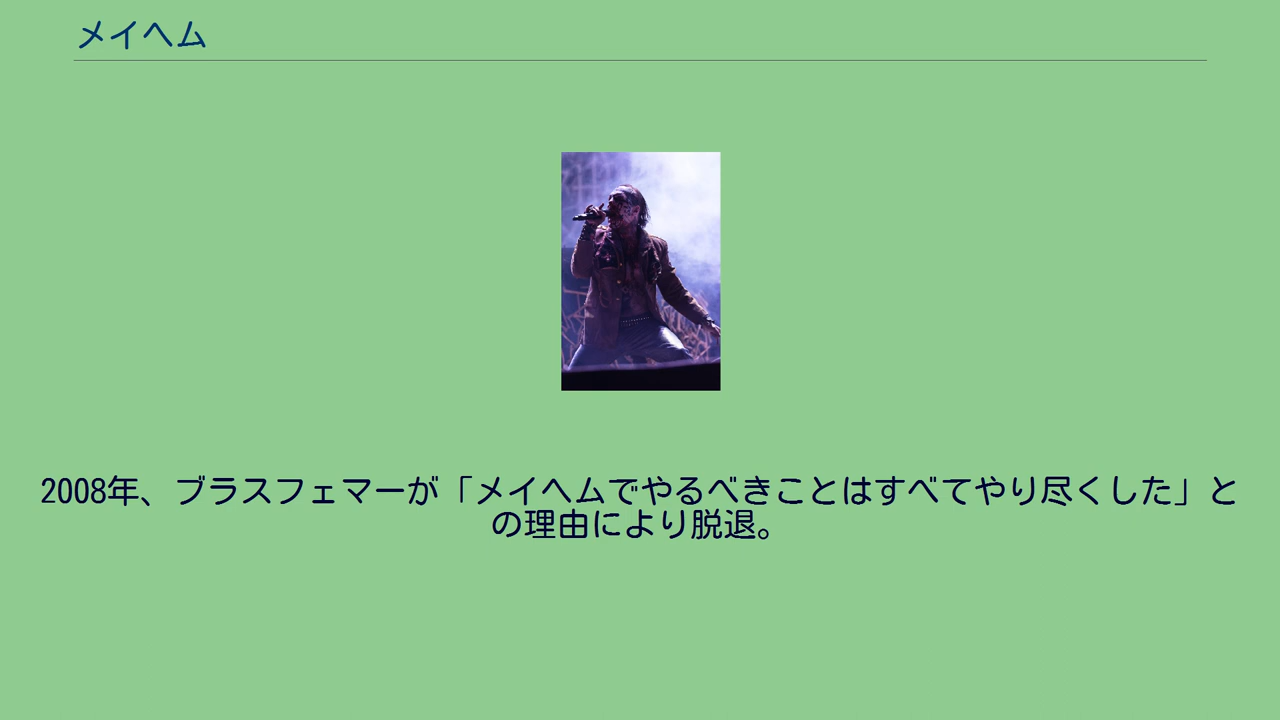 メイヘム
2008年、ブラスフェマーが「メイヘムでやるべきことはすべてやり尽くした」と
の理由により脱退。